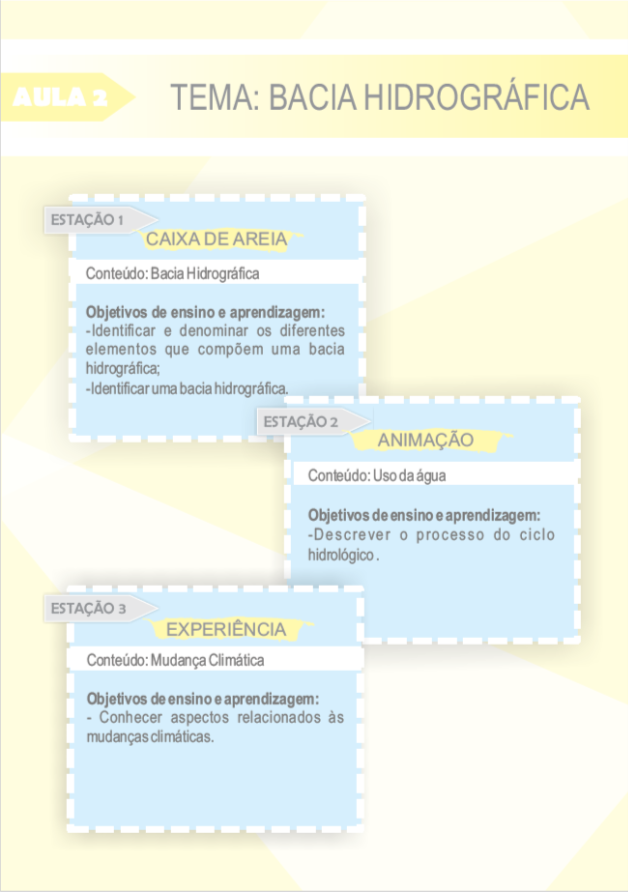 AULA 2
TEMA: BACIA HIDROGRÁFICA
ESTAÇÃO 1
CAIXA DE AREIA
Conteúdo: Bacia Hidrográfica
Objetivos de ensino e aprendizagem:
-Identificar e denominar os diferentes
elementos que compõem uma bacia
hidrográfica;
-Identificar uma bacia hidrográfica.
ESTAÇÃO 2
ANIMAÇÃO
Conteúdo: Uso da água
Objetivos de ensino e aprendizagem:
-Descrever o processo do ciclo
hidrológico .
ESTAÇÃO 3
EXPERIÊNCIA
Conteúdo: Mudança Climática
Objetivos de ensino e aprendizagem:
- Conhecer aspectos relacionados às
mudanças climáticas.